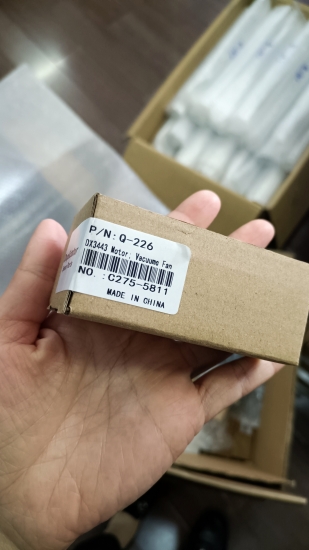 P/N: Q-226
DX3443 Motor: Vacuume Fan
NO.: C275-5811
MADE IN CHINA